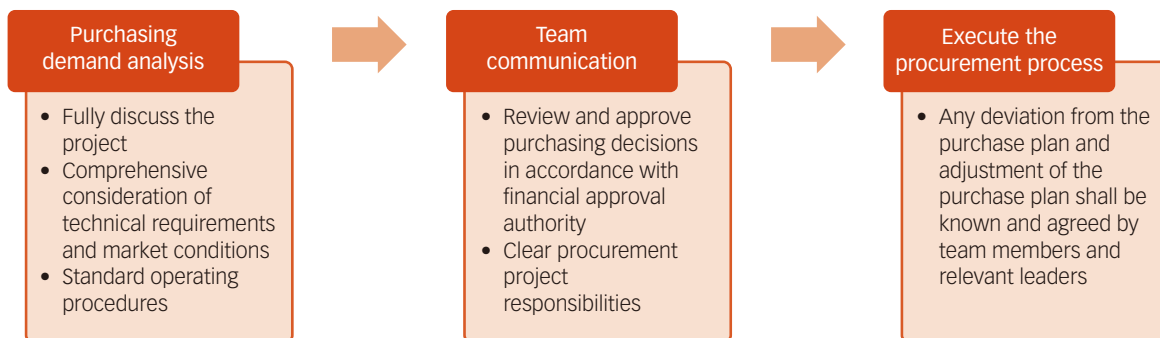 Purchasing
demand analysis
• Fully discuss the
project
• Comprehensive
consideration of
technical requirements
and market conditions
• Standard operating
procedures
Team
communication
• Review and approve
purchasing decisions
in accordance with
financial approval
authority
• Clear procurement
project
responsibilities
Execute the
procurement process
• Any deviation from the
purchase plan and
adjustment of the
purchase plan shall be
known and agreed by
team members and
relevant leaders